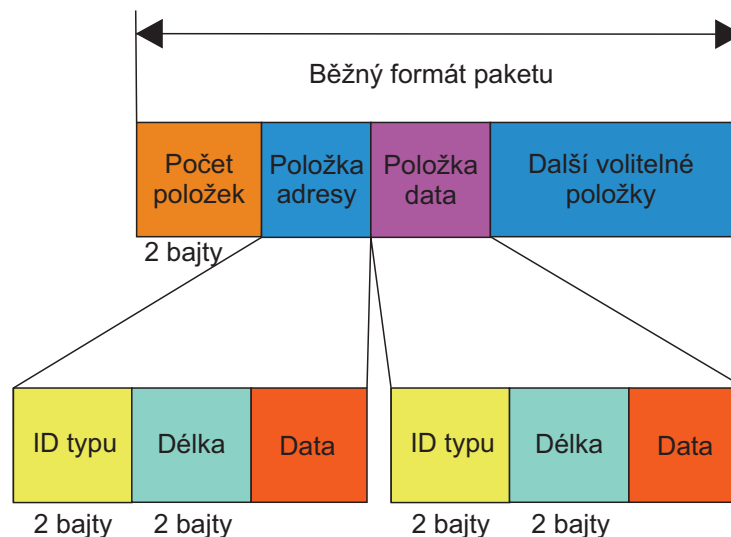 Běžný formát paketu
Počet položek
Položka adresy
Položka data
Další volitelné položky
2 bajty
ID typu
Délka
Data
ID typu
Délka
Data
2 bajty
2 bajty
2 bajty
2 bajty